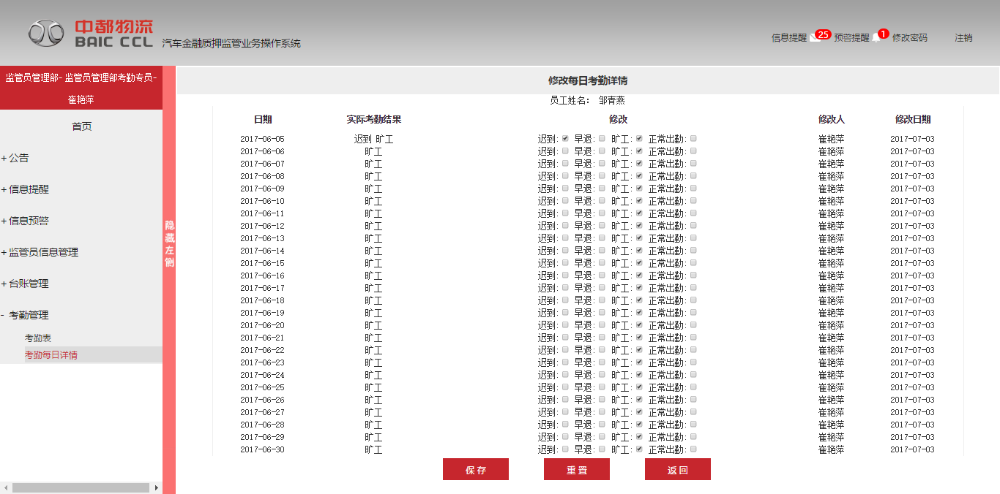 中都物流
BAIC CCL
汽车金融质押监管业务操作系统
信息提醒 25 预警提醒 1 修改密码 注销
监管员管理部- 监管员管理部考勤专员-
崔艳萍
首页
+ 公告
+ 信息提醒
+ 信息预警
+ 监管员信息管理
+ 台账管理
- 考勤管理
考勤表
考勤每日详情
隐藏左侧
修改每日考勤详情
员工姓名： 邹青燕
日期 实际考勤结果 修改 修改人 修改日期
2017-06-05 迟到 旷工 迟到: 早退: 旷工: 正常出勤: 崔艳萍 2017-07-03
2017-06-06 旷工 迟到: 早退: 旷工: 正常出勤: 崔艳萍 2017-07-03
2017-06-07 旷工 迟到: 早退: 旷工: 正常出勤: 崔艳萍 2017-07-03
2017-06-08 旷工 迟到: 早退: 旷工: 正常出勤: 崔艳萍 2017-07-03
2017-06-09 旷工 迟到: 早退: 旷工: 正常出勤: 崔艳萍 2017-07-03
2017-06-10 旷工 迟到: 早退: 旷工: 正常出勤: 崔艳萍 2017-07-03
2017-06-11 旷工 迟到: 早退: 旷工: 正常出勤: 崔艳萍 2017-07-03
2017-06-12 旷工 迟到: 早退: 旷工: 正常出勤: 崔艳萍 2017-07-03
2017-06-13 旷工 迟到: 早退: 旷工: 正常出勤: 崔艳萍 2017-07-03
2017-06-14 旷工 迟到: 早退: 旷工: 正常出勤: 崔艳萍 2017-07-03
2017-06-15 旷工 迟到: 早退: 旷工: 正常出勤: 崔艳萍 2017-07-03
2017-06-16 旷工 迟到: 早退: 旷工: 正常出勤: 崔艳萍 2017-07-03
2017-06-17 旷工 迟到: 早退: 旷工: 正常出勤: 崔艳萍 2017-07-03
2017-06-18 旷工 迟到: 早退: 旷工: 正常出勤: 崔艳萍 2017-07-03
2017-06-19 旷工 迟到: 早退: 旷工: 正常出勤: 崔艳萍 2017-07-03
2017-06-20 旷工 迟到: 早退: 旷工: 正常出勤: 崔艳萍 2017-07-03
2017-06-21 旷工 迟到: 早退: 旷工: 正常出勤: 崔艳萍 2017-07-03
2017-06-22 旷工 迟到: 早退: 旷工: 正常出勤: 崔艳萍 2017-07-03
2017-06-23 旷工 迟到: 早退: 旷工: 正常出勤: 崔艳萍 2017-07-03
2017-06-24 旷工 迟到: 早退: 旷工: 正常出勤: 崔艳萍 2017-07-03
2017-06-25 旷工 迟到: 早退: 旷工: 正常出勤: 崔艳萍 2017-07-03
2017-06-26 旷工 迟到: 早退: 旷工: 正常出勤: 崔艳萍 2017-07-03
2017-06-27 旷工 迟到: 早退: 旷工: 正常出勤: 崔艳萍 2017-07-03
2017-06-28 旷工 迟到: 早退: 旷工: 正常出勤: 崔艳萍 2017-07-03
2017-06-29 旷工 迟到: 早退: 旷工: 正常出勤: 崔艳萍 2017-07-03
2017-06-30 旷工 迟到: 早退: 旷工: 正常出勤: 崔艳萍 2017-07-03
保存 重置 返回